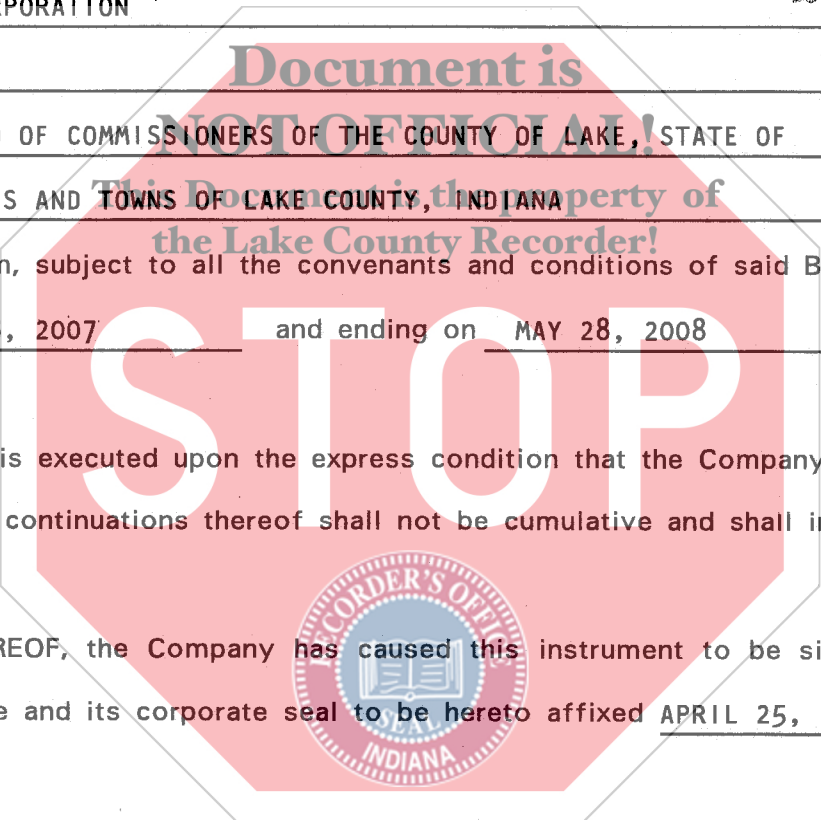 PORATION
Document is
NOT OFFICIAL!
OF COMMISSIONERS OF THE COUNTY OF LAKE, STATE OF
This Document is the property of
S AND TOWNS OF LAKE COUNTY, INDIANA
the Lake County Recorder!
n, subject to all the convenants and conditions of said B
, 2007 and ending on MAY 28, 2008
STOP
is executed upon the express condition that the Company
continuations thereof shall not be cumulative and shall i
RECORDER'S OFFICE
REOF, the Company has caused this instrument to be si
e and its corporate seal to be hereto affixed APRIL 25,
SEAL
INDIANA